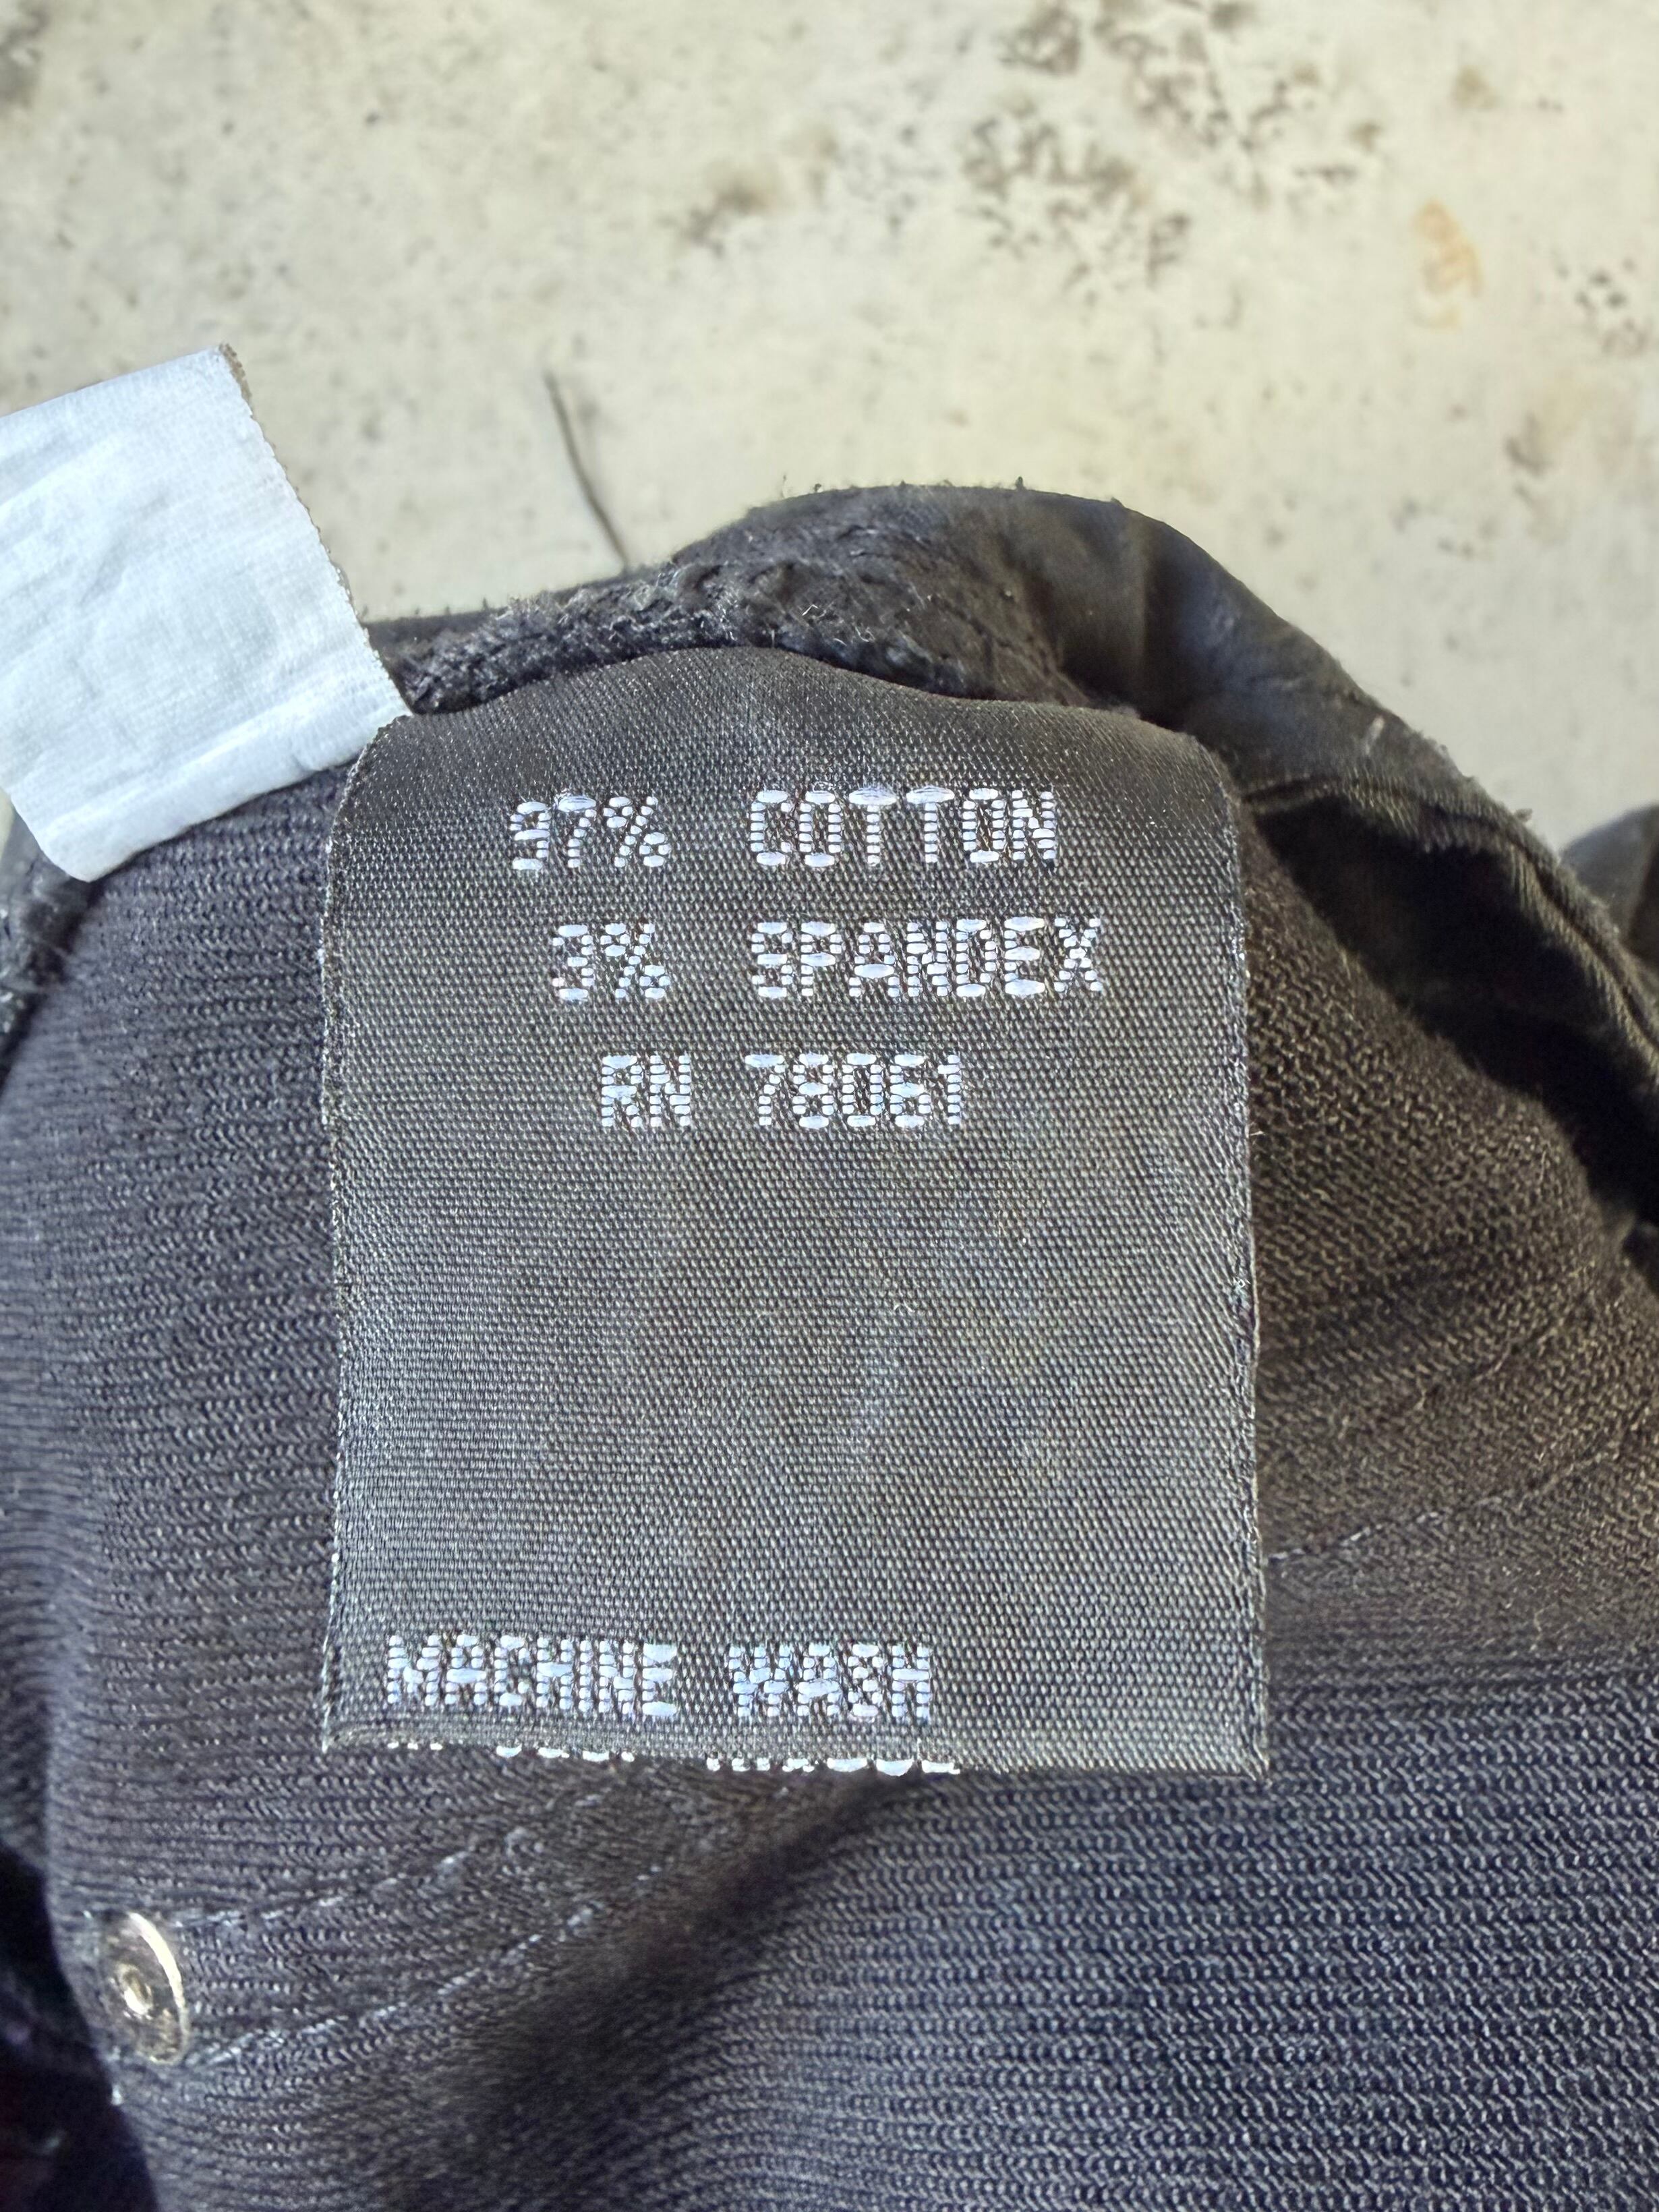 97% COTTON
3% SPANDEX
RN 78061
MACHINE WASH